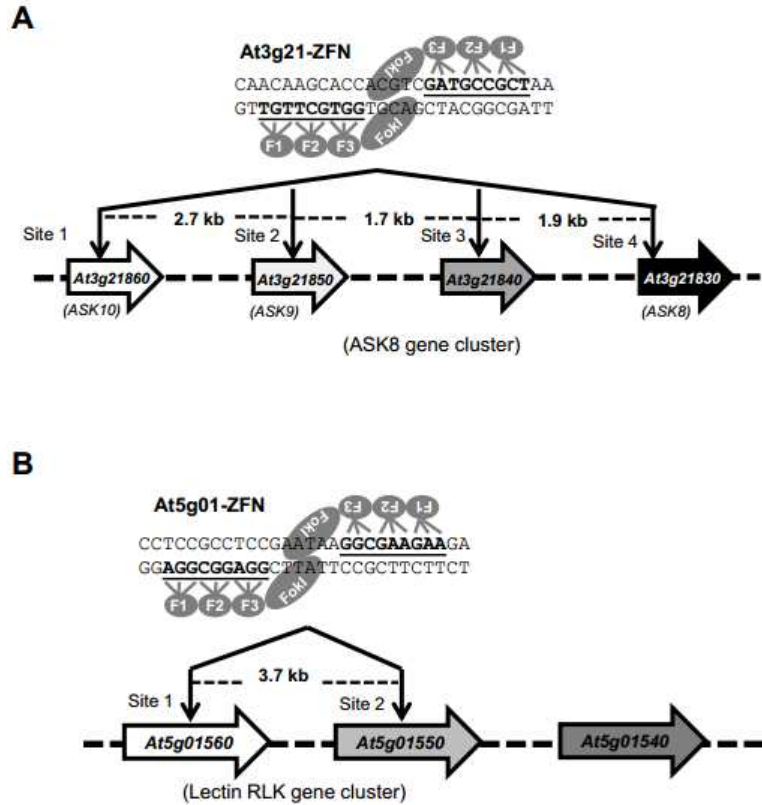 A
At3g21-ZFN
FokI
F3 F2 F1
CAACAAGCACCACGTCGATGCCGCTAA
GTTGTTCGTGGTGCAGCTACGGCGATT
F1 F2 F3
FokI
2.7 kb 1.7 kb 1.9 kb
Site 1 Site 2 Site 3 Site 4
At3g21860 At3g21850 At3g21840 At3g21830
(ASK10) (ASK9) (ASK8)
(ASK8 gene cluster)
B
At5g01-ZFN
FokI
F3 F2 F1
CCTCCGCCTCCGAATAAGGCGAAGAAGA
GGAGGCGGAGGCTTATTCCGCTTCTTCT
F1 F2 F3
FokI
3.7 kb
Site 1 Site 2
At5g01560 At5g01550 At5g01540
(Lectin RLK gene cluster)